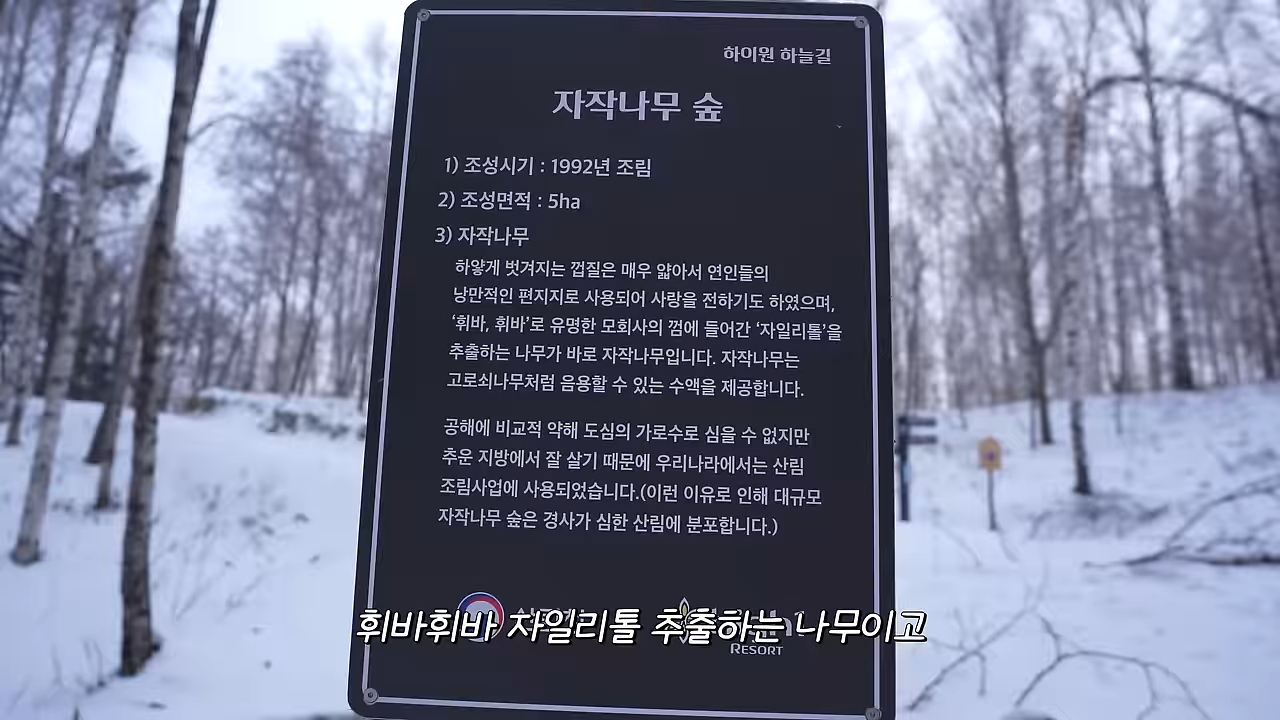 하이원 하늘길
자작나무 숲
1) 조성시기 : 1992년 조림
2) 조성면적 : 5ha
3) 자작나무
하얗게 벗겨지는 껍질은 매우 얇아서 연인들의
낭만적인 편지지로 사용되어 사랑을 전하기도 하였으며,
‘휘바, 휘바’로 유명한 모회사의 껌에 들어간 ‘자일리톨’을
추출하는 나무가 바로 자작나무입니다. 자작나무는
고로쇠나무처럼 음용할 수 있는 수액을 제공합니다.
공해에 비교적 약해 도심의 가로수로 심을 수 없지만
추운 지방에서 잘 살기 때문에 우리나라에서는 산림
조림사업에 사용되었습니다.(이런 이유로 인해 대규모
자작나무 숲은 경사가 심한 산림에 분포합니다.)
휘바휘바 자일리톨 추출하는 나무이고
RESORT